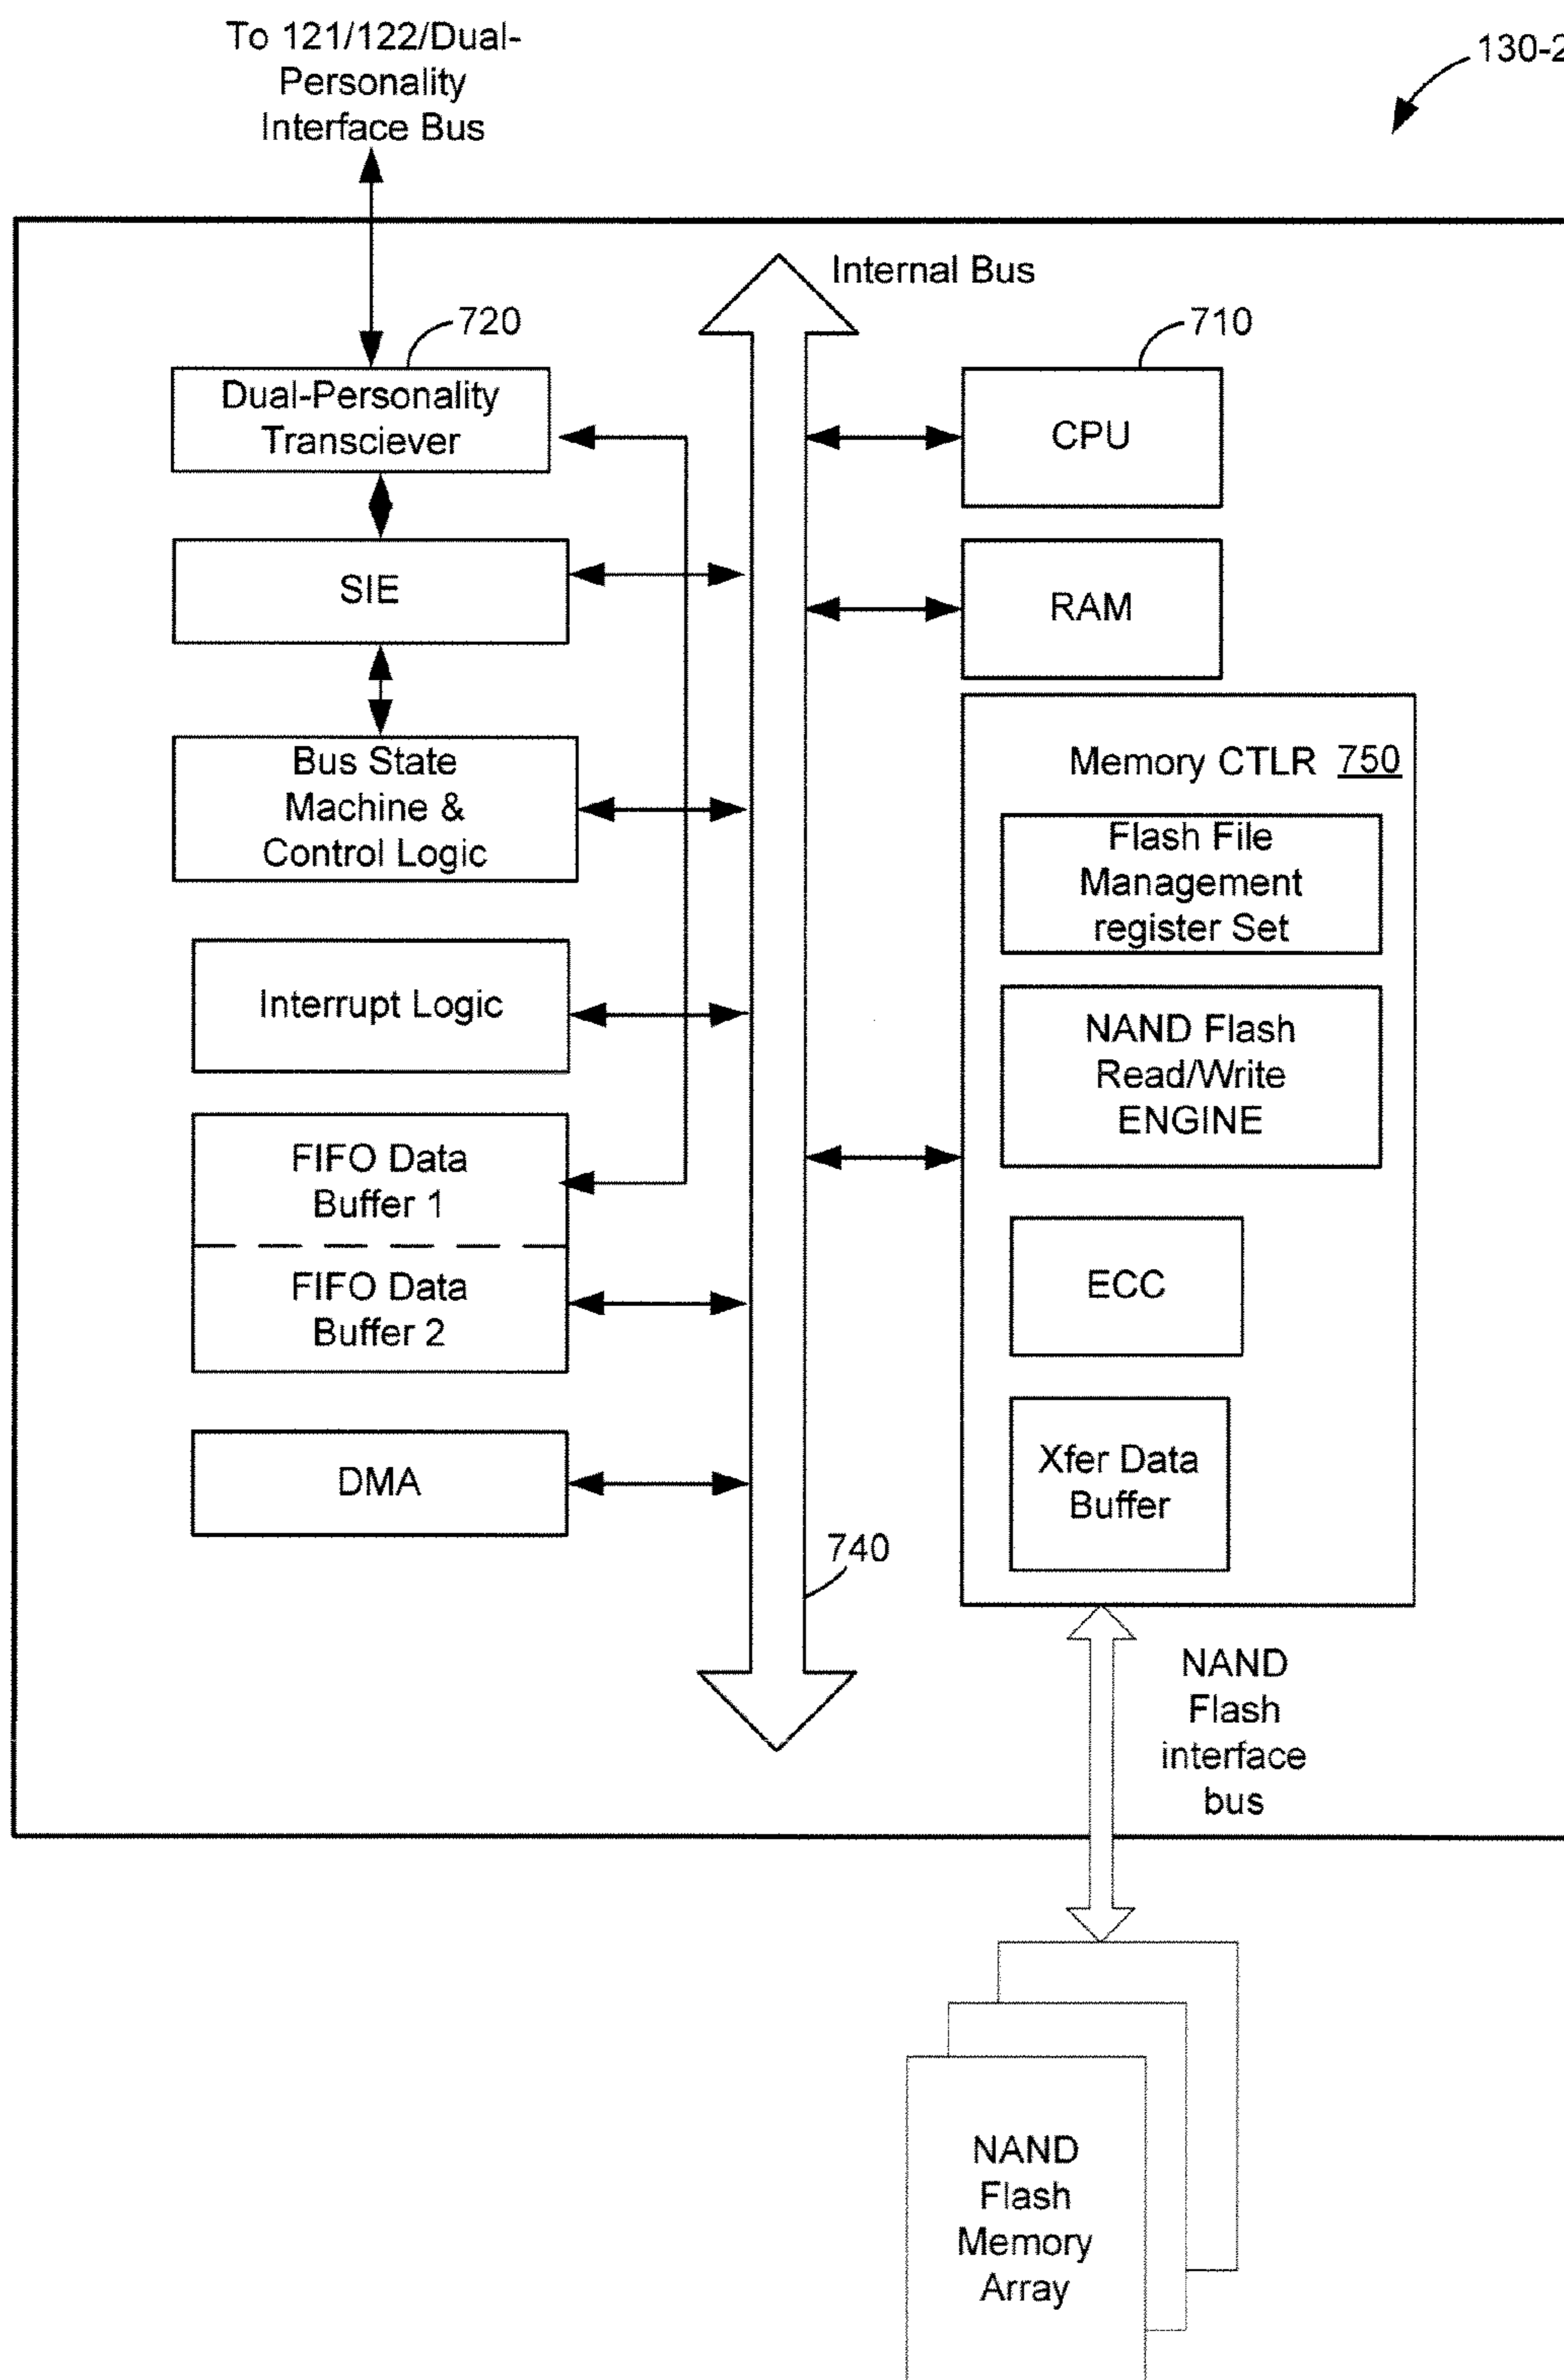 To 121/122/Dual-
Personality
Interface Bus
130-2
Internal Bus
720
710
Dual-Personality
Transciever
CPU
SIE
RAM
Bus State
Machine &
Control Logic
Memory CTLR 750
Flash File
Management
register Set
Interrupt Logic
NAND Flash
Read/Write
ENGINE
FIFO Data
Buffer 1
FIFO Data
Buffer 2
ECC
DMA
Xfer Data
Buffer
740
NAND
Flash
interface
bus
NAND
Flash
Memory
Array